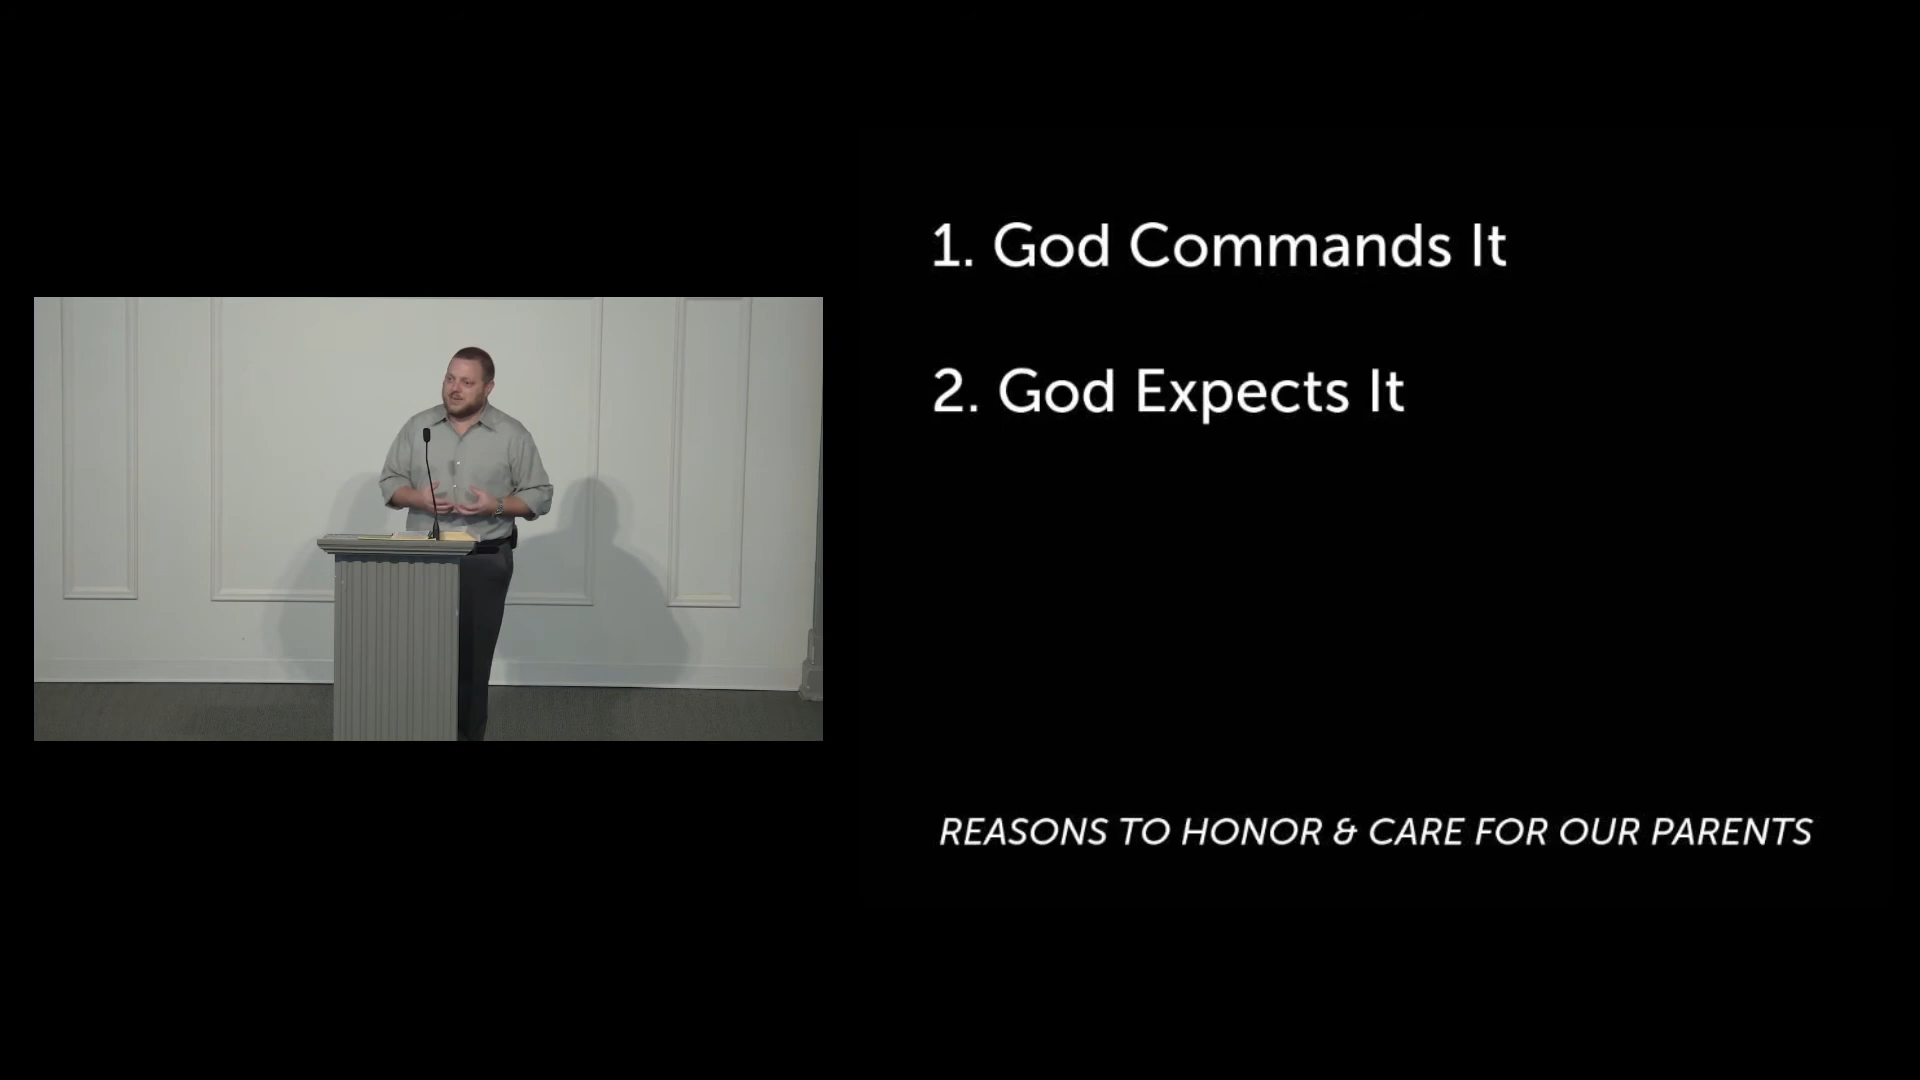 1. God Commands It
2. God Expects It
REASONS TO HONOR & CARE FOR OUR PARENTS